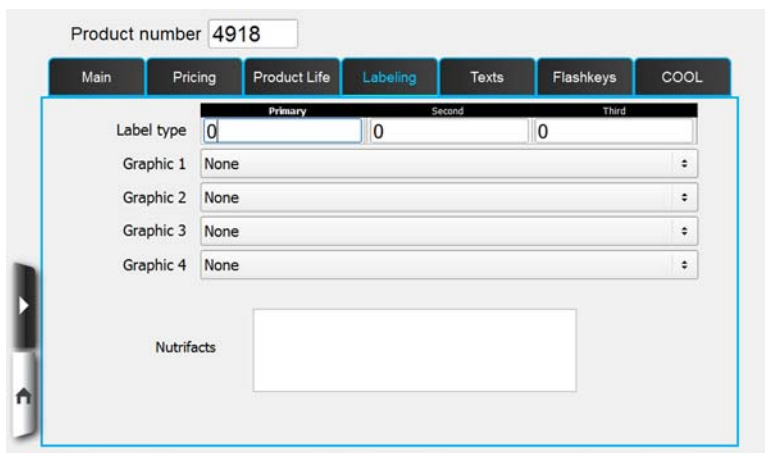 Product number 4918
Main Pricing Product Life Labeling Texts Flashkeys COOL
Primary Second Third
Label type 0 0 0
Graphic 1 None
Graphic 2 None
Graphic 3 None
Graphic 4 None
Nutrifacts